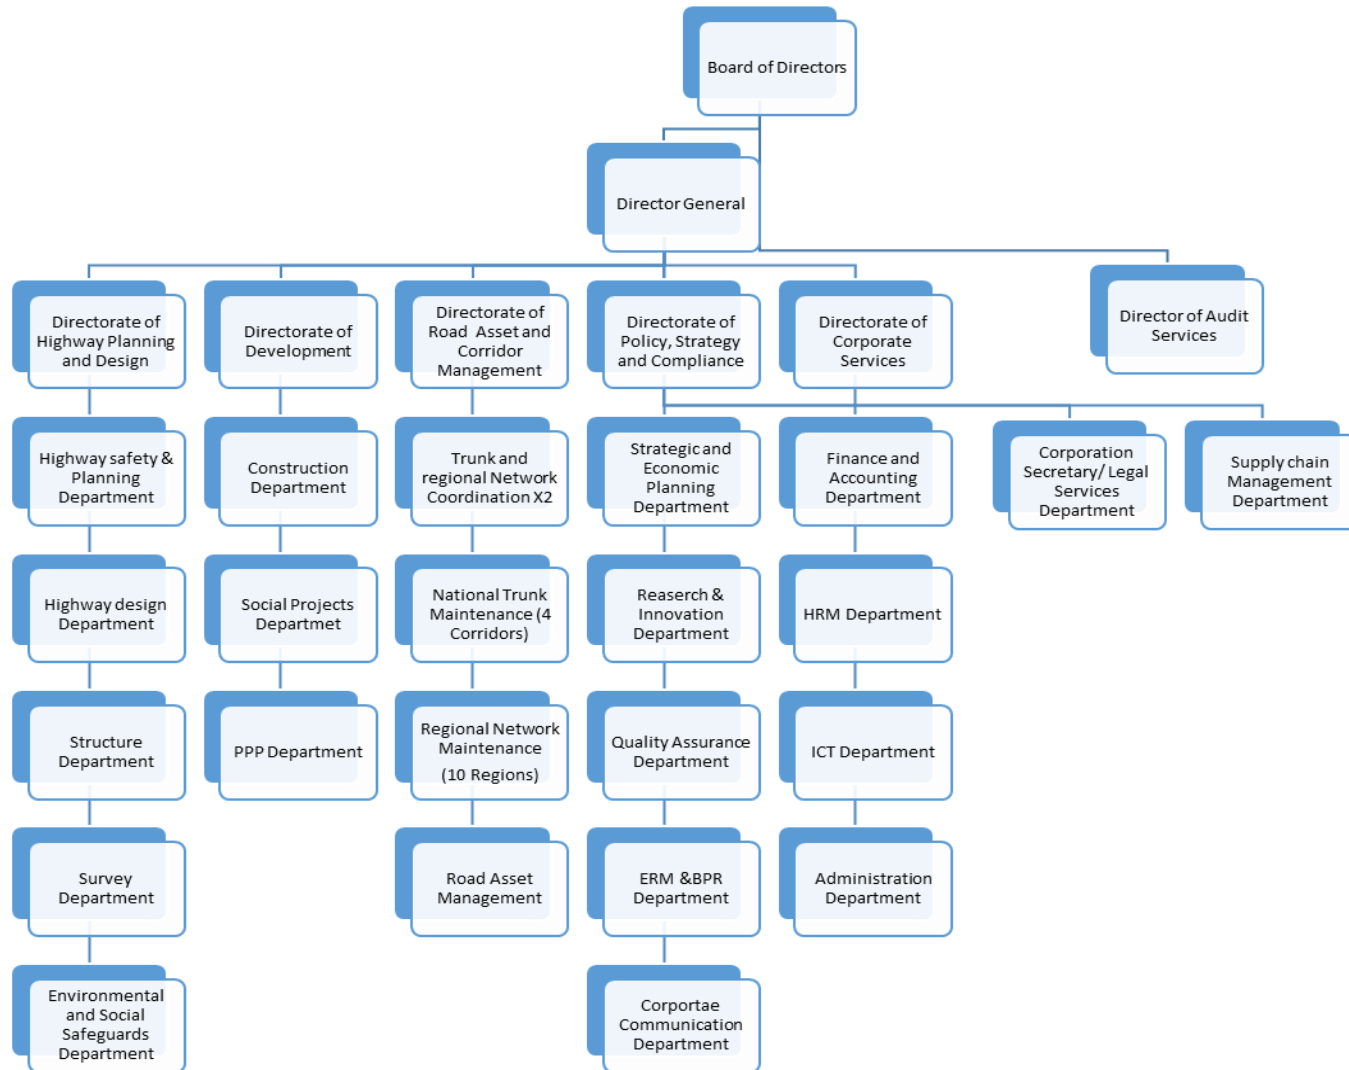 Board of Directors
Director General
Directorate of
Highway Planning
and Design
Directorate of
Development
Directorate of
Road Asset and
Corridor
Management
Directorate of
Policy, Strategy
and Compliance
Directorate of
Corporate
Services
Director of Audit
Services
Highway safety &
Planning
Department
Construction
Department
Trunk and
regional Network
Coordination X2
Strategic and
Economic
Planning
Department
Finance and
Accounting
Department
Corporation
Secretary/ Legal
Services
Department
Supply chain
Management
Department
Highway design
Department
Social Projects
Departmet
National Trunk
Maintenance (4
Corridors)
Reaserch &
Innovation
Department
HRM Department
Structure
Department
PPP Department
Regional Network
Maintenance
(10 Regions)
Quality Assurance
Department
ICT Department
Survey
Department
Road Asset
Management
ERM &BPR
Department
Administration
Department
Environmental
and Social
Safeguards
Department
Corportae
Communication
Department